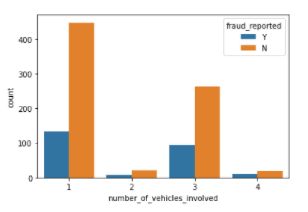 fraud_reported
Y
N
400
300
200
100
0
count
1 2 3 4
number_of_vehicles_involved